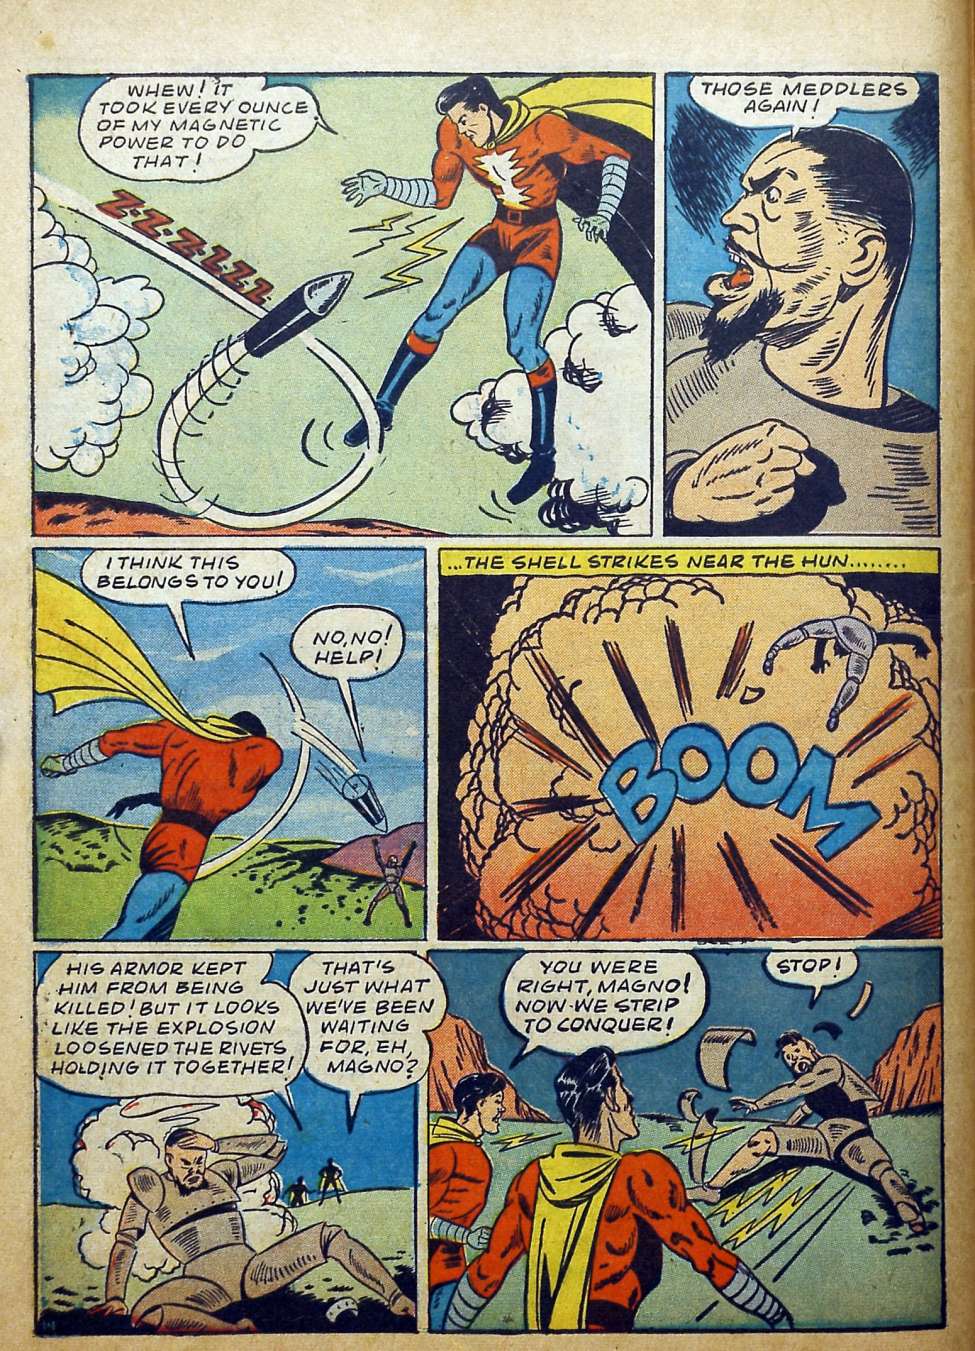 WHEW! IT
TOOK EVERY OUNCE
OF MY MAGNETIC
POWER TO DO
THAT!
Z-Z-Z-Z-Z-Z-Z
THOSE MEDDLERS
AGAIN!
I THINK THIS
BELONGS TO YOU!
NO, NO!
HELP!
...THE SHELL STRIKES NEAR THE HUN........
BOOM
HIS ARMOR KEPT
HIM FROM BEING
KILLED! BUT IT LOOKS
LIKE THE EXPLOSION
LOOSENED THE RIVETS
HOLDING IT TOGETHER!
THAT'S
JUST WHAT
WE'VE BEEN
WAITING
FOR, EH,
MAGNO?
YOU WERE
RIGHT, MAGNO!
NOW-WE STRIP
TO CONQUER!
STOP!